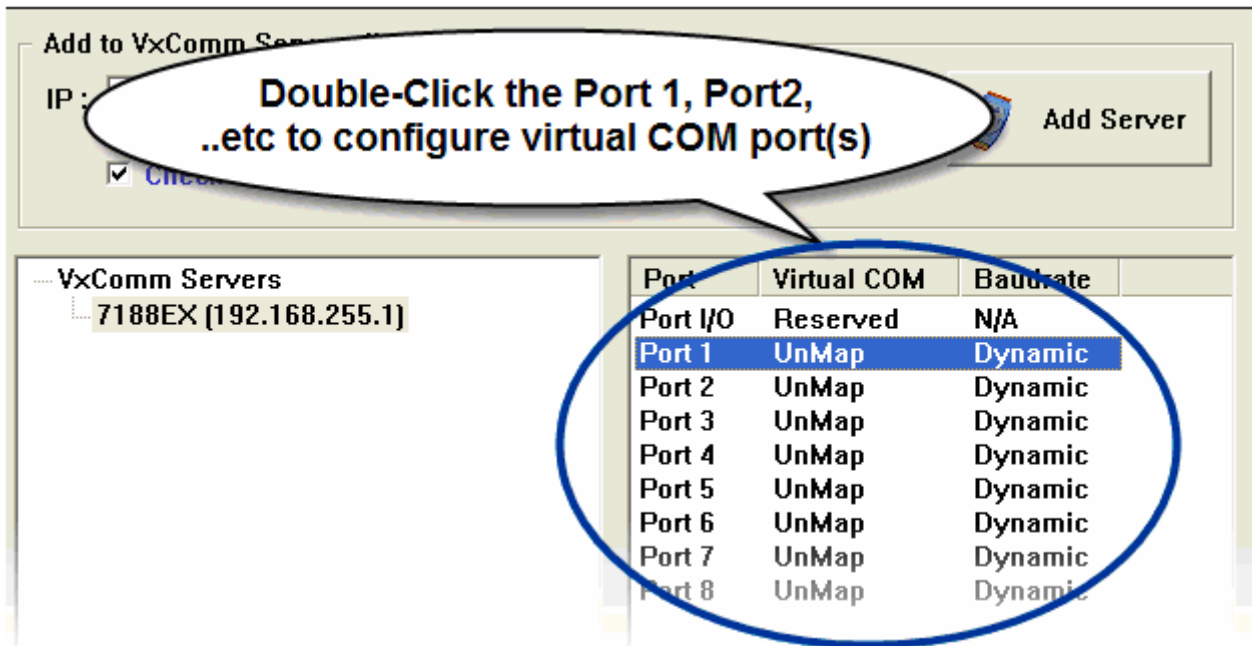 Add to VxComm
IP :
Double-Click the Port 1, Port2,
..etc to configure virtual COM port(s)
Add Server
VxComm Servers
7188EX (192.168.255.1)
Port Virtual COM Baudrate
Port I/O Reserved N/A
Port 1 UnMap Dynamic
Port 2 UnMap Dynamic
Port 3 UnMap Dynamic
Port 4 UnMap Dynamic
Port 5 UnMap Dynamic
Port 6 UnMap Dynamic
Port 7 UnMap Dynamic
Port 8 UnMap Dynamic